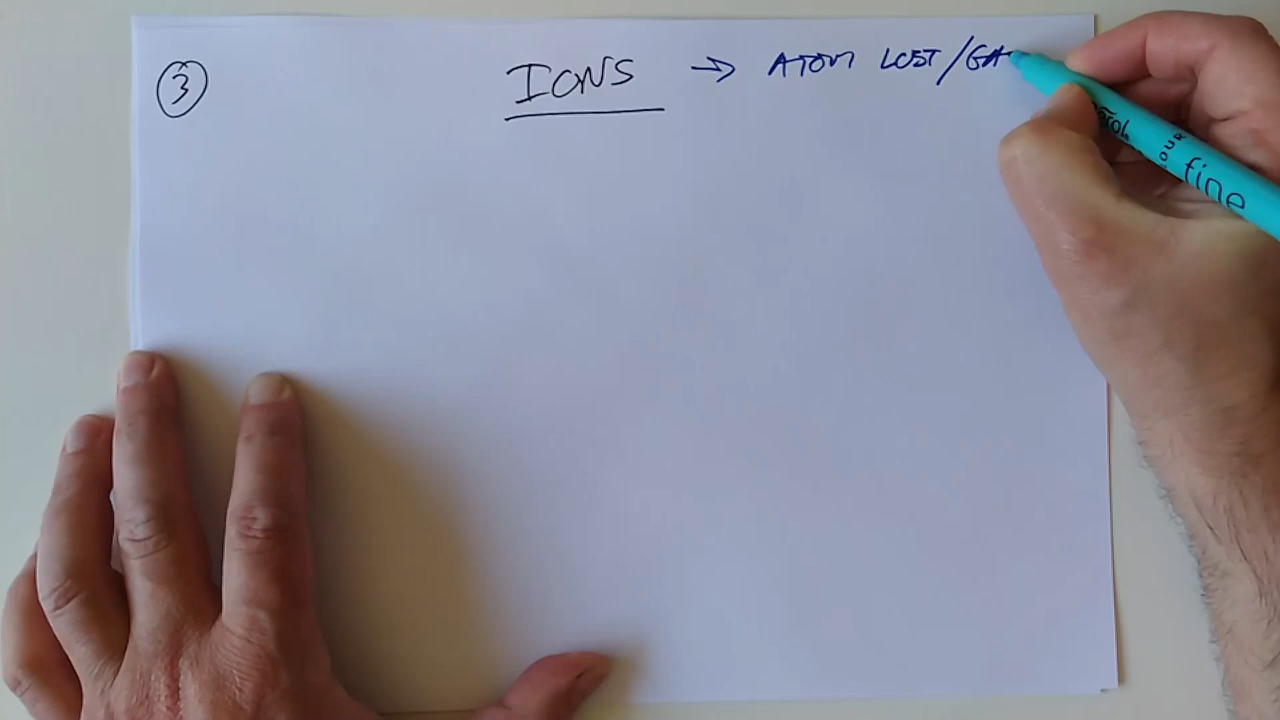 ③ IONS → ATOM LOST/GA
fine